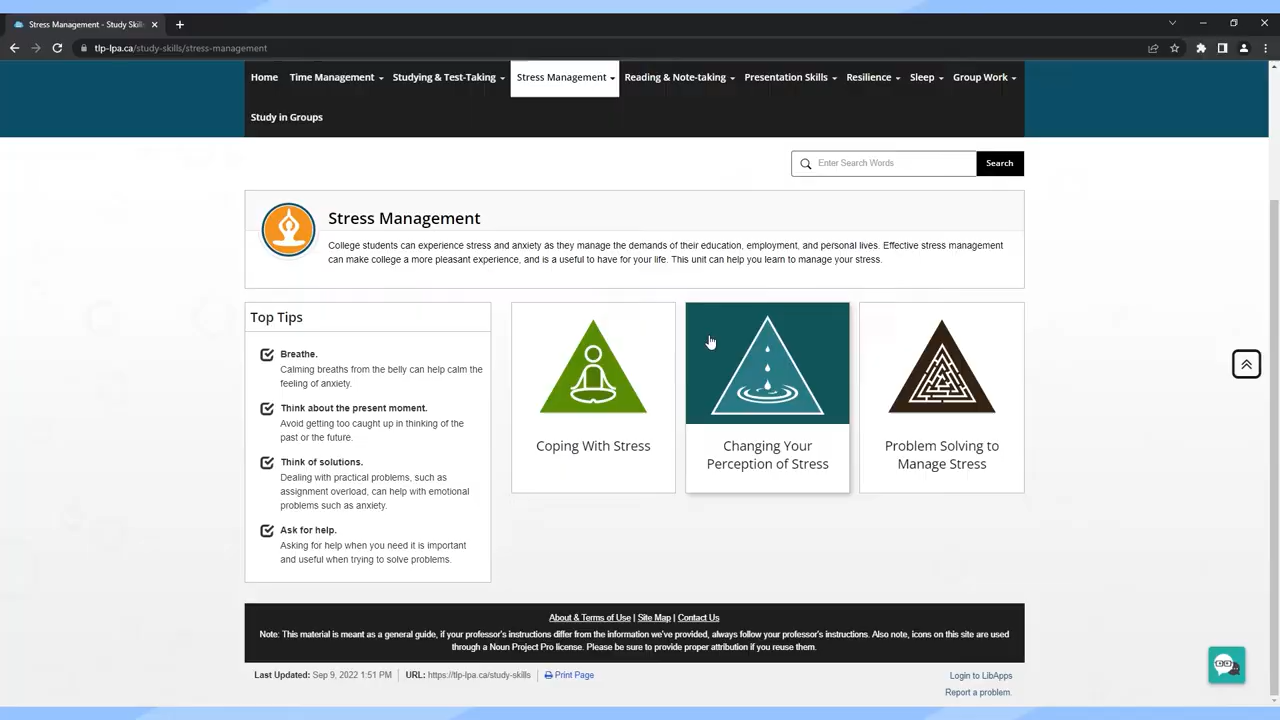 Stress Management - Study Skil
tlp-lpa.ca/study-skills/stress-management
Home Time Management Studying & Test-Taking Stress Management Reading & Note-taking Presentation Skills Resilience Sleep Group Work
Study in Groups
Enter Search Words Search
Stress Management
College students can experience stress and anxiety as they manage the demands of their education, employment, and personal lives. Effective stress management
can make college a more pleasant experience, and is a useful to have for your life. This unit can help you learn to manage your stress.
Top Tips
Breathe.
Calming breaths from the belly can help calm the
feeling of anxiety.
Think about the present moment.
Avoid getting too caught up in thinking of the
past or the future.
Think of solutions.
Dealing with practical problems, such as
assignment overload, can help with emotional
problems such as anxiety.
Ask for help.
Asking for help when you need it is important
and useful when trying to solve problems.
Coping With Stress
Changing Your
Perception of Stress
Problem Solving to
Manage Stress
About & Terms of Use | Site Map | Contact Us
Note: This material is meant as a general guide, if your professor's instructions differ from the information we've provided, always follow your professor's instructions. Also note, icons on this site are used
through a Noun Project Pro license. Please be sure to provide proper attribution if you reuse them.
Last Updated: Sep 9, 2022 1:51 PM URL: https://tlp-lpa.ca/study-skills Print Page
Login to LibApps
Report a problem.